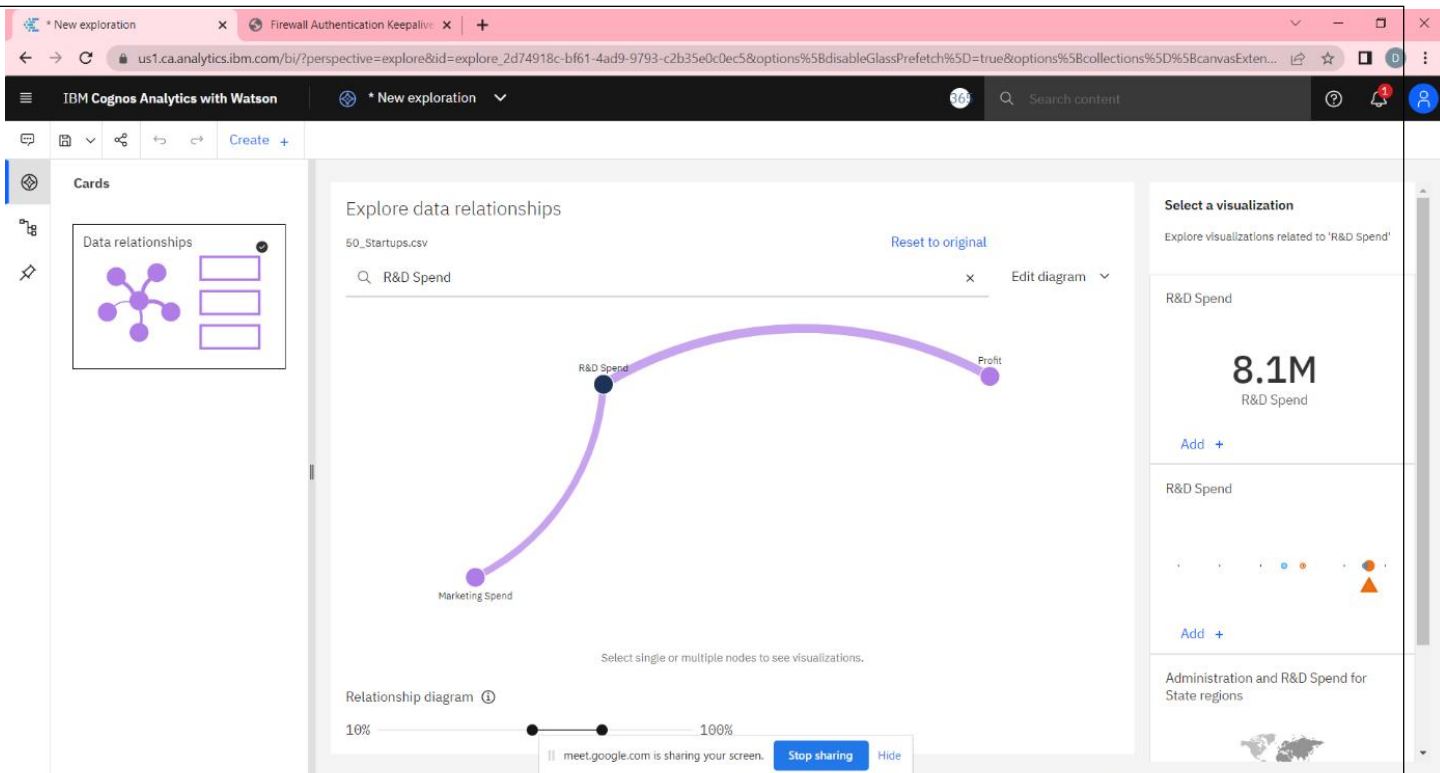 * New exploration
Firewall Authentication Keepalive
us1.ca.analytics.ibm.com/bi/?perspective=explore&id=explore_2d74918c-bf61-4ad9-9793-c2b35e0c0ec5&options%5BdisableGlassPrefetch%5D=true&options%5Bcollections%5D%5BcanvasExten...
D
IBM Cognos Analytics with Watson
* New exploration
365
Search content
1
Create +
Cards
Data relationships
Explore data relationships
50_Startups.csv
Reset to original
R&D Spend
Edit diagram
R&D Spend
Profit
Marketing Spend
Select single or multiple nodes to see visualizations.
Relationship diagram
10%
100%
Select a visualization
Explore visualizations related to 'R&D Spend'
R&D Spend
8.1M
R&D Spend
Add +
R&D Spend
Add +
Administration and R&D Spend for
State regions
meet.google.com is sharing your screen.
Stop sharing
Hide